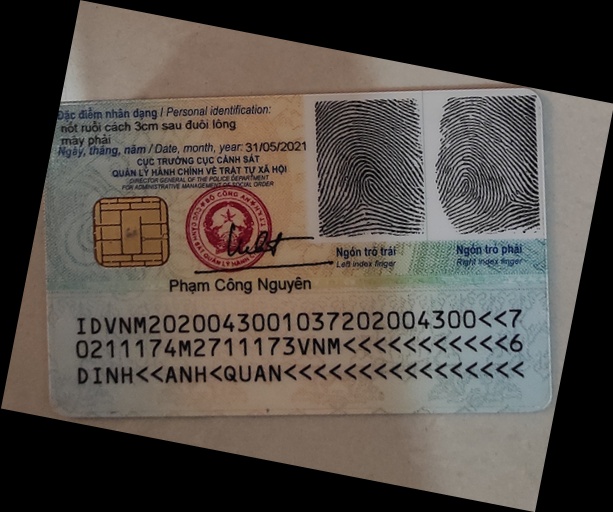 Đặc điểm nhân dạng / Personal identification:
nốt ruồi cách 3cm sau đuôi lông
mày phải
Ngày, tháng, năm / Date, month, year: 31/05/2021
CỤC TRƯỞNG CỤC CẢNH SÁT
QUẢN LÝ HÀNH CHÍNH VỀ TRẬT TỰ XÃ HỘI
DIRECTOR GENERAL OF THE POLICE DEPARTMENT
FOR ADMINISTRATIVE MANAGEMENT OF SOCIAL ORDER
BỘ CÔNG AN
Ngón trỏ trái
Left index finger
Ngón trỏ phải
Right index finger
Phạm Công Nguyên
IDVNM2020043001037202004300<<7
0211174M2711173VNM<<<<<<<<<<<6
DINH<<ANH<QUAN<<<<<<<<<<<<<<<<